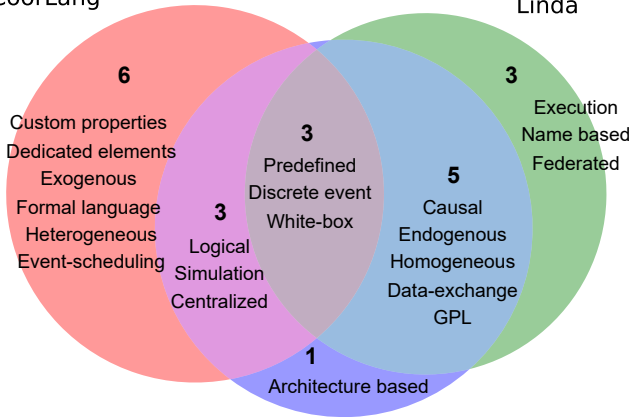 Linda
6
Custom properties
Dedicated elements
Exogenous
Formal language
Heterogeneous
Event-scheduling
3
Logical
Simulation
Centralized
3
Predefined
Discrete event
White-box
5
Causal
Endogenous
Homogeneous
Data-exchange
GPL
3
Execution
Name based
Federated
1
Architecture based